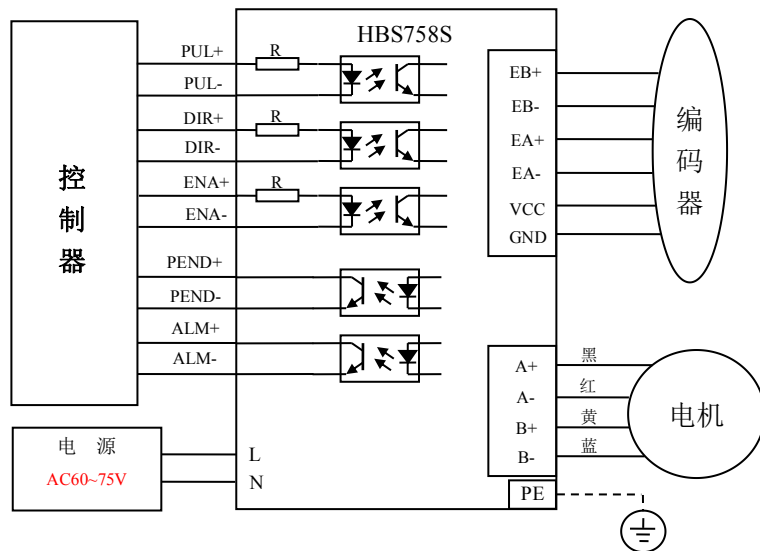 HBS758S
控制器
PUL+
R
PUL-
DIR+
R
DIR-
ENA+
R
ENA-
PEND+
PEND-
ALM+
ALM-
电 源
AC60~75V
L
N
EB+
EB-
EA+
EA-
VCC
GND
编码器
A+
黑
A-
红
B+
黄
B-
蓝
电机
PE